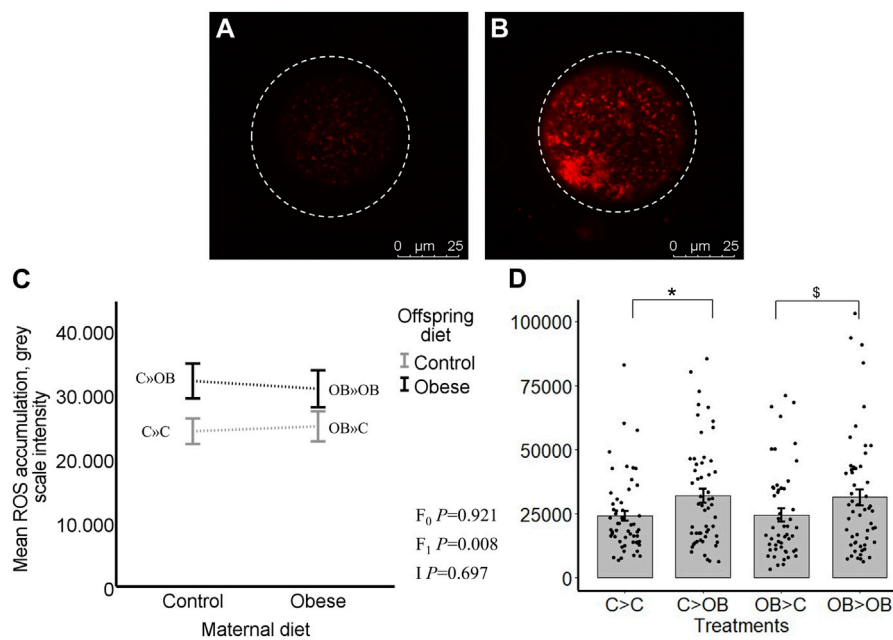 A
B
0 µm 25
0 µm 25
C
Mean ROS accumulation, grey
scale intensity
40.000
30.000
20.000
10.000
0
C»OB
C»C
OB»OB
OB»C
Control
Obese
Maternal diet
Offspring
diet
Control
Obese
F0 P=0.921
F1 P=0.008
I P=0.697
D
*
$
100000
75000
50000
25000
0
C>C
C>OB
OB>C
OB>OB
Treatments